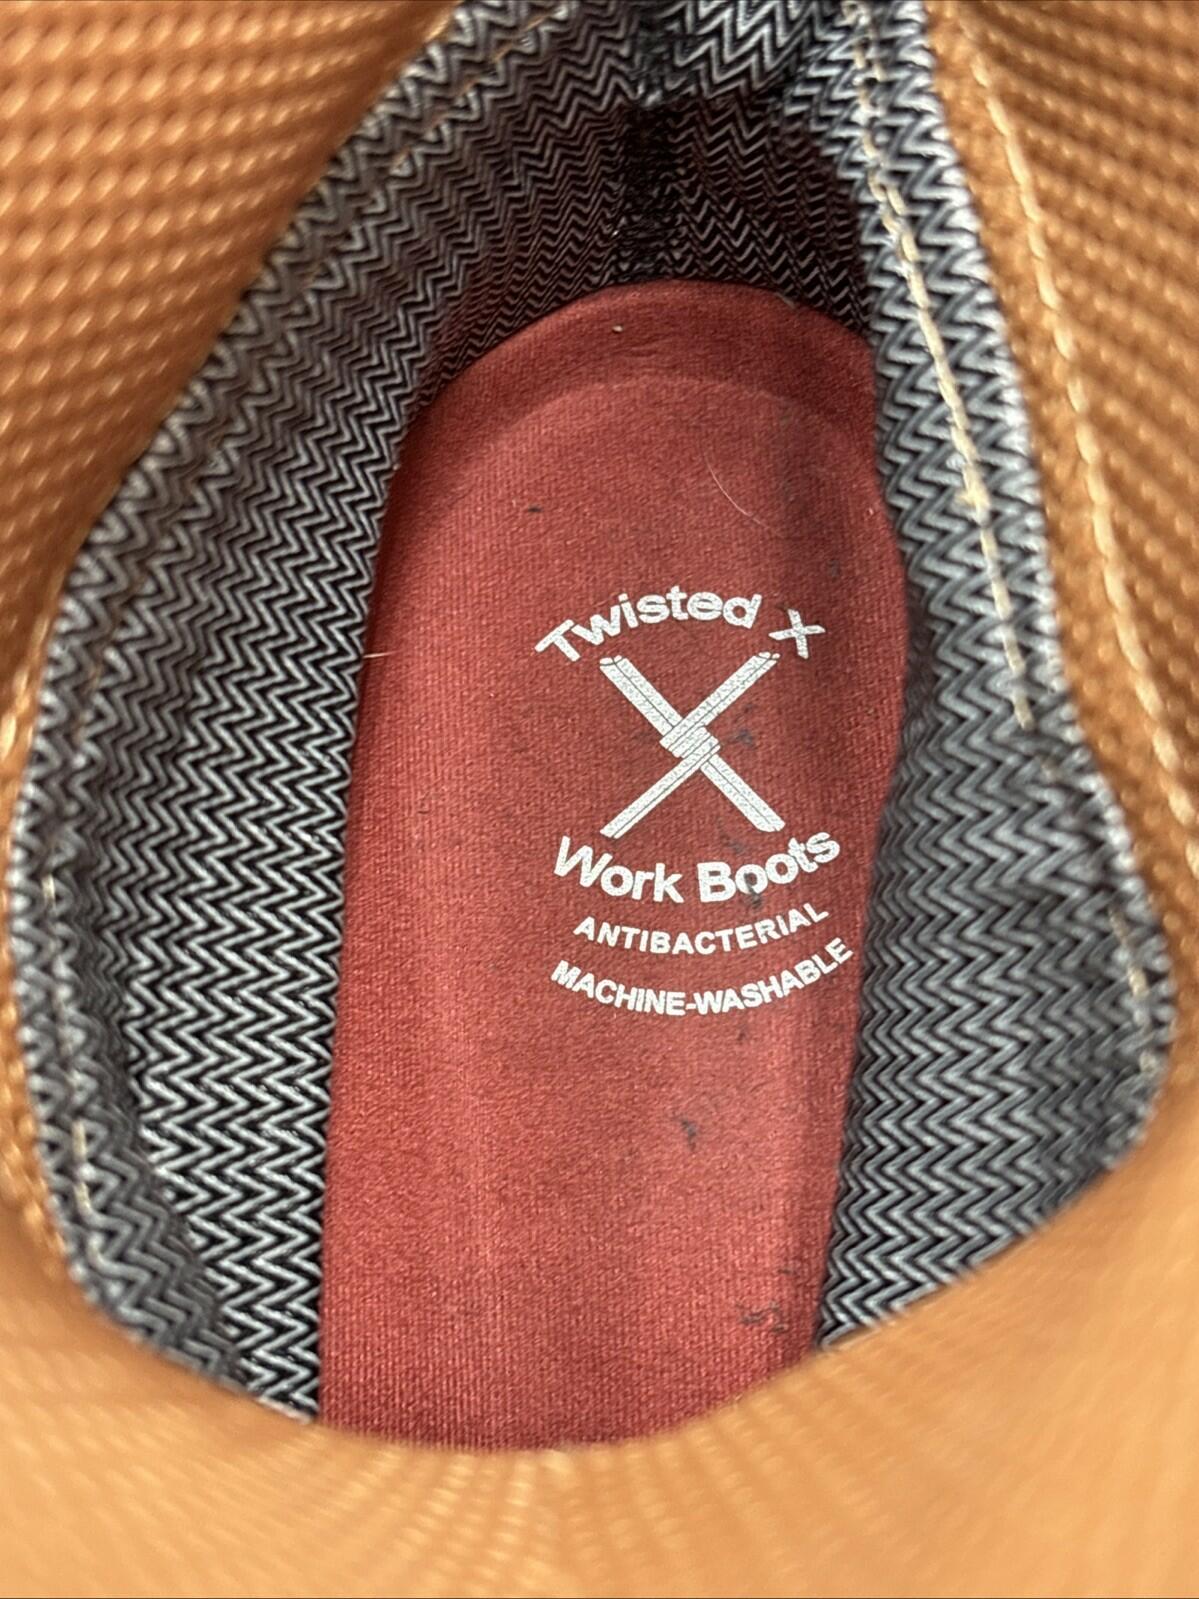 Twisted X
Work Boots
ANTIBACTERIAL
MACHINE-WASHABLE